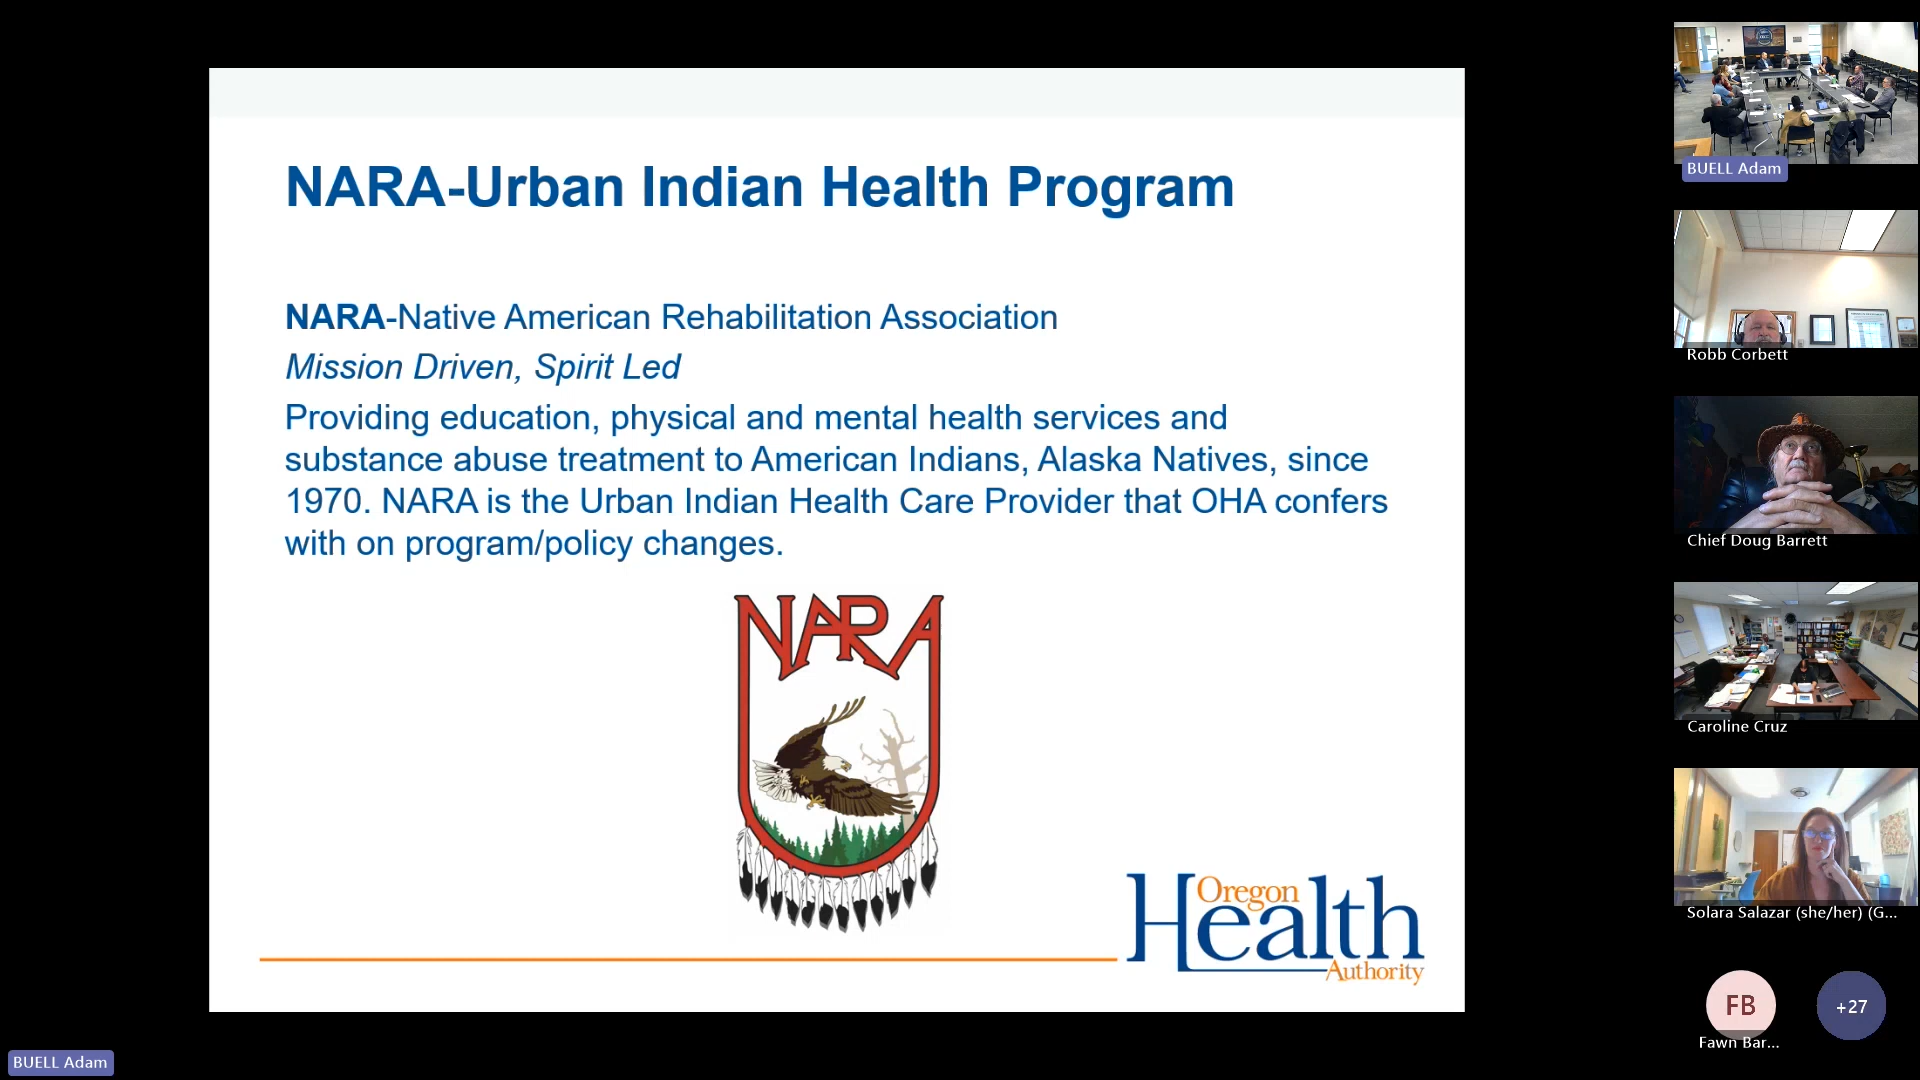 NARA-Urban Indian Health Program
NARA-Native American Rehabilitation Association
Mission Driven, Spirit Led
Providing education, physical and mental health services and
substance abuse treatment to American Indians, Alaska Natives, since
1970. NARA is the Urban Indian Health Care Provider that OHA confers
with on program/policy changes.
NARA
Oregon
Health
Authority
BUELL Adam
BUELL Adam
Robb Corbett
Chief Doug Barrett
Caroline Cruz
Solara Salazar (she/her) (G...
FB
+27
Fawn Bar...